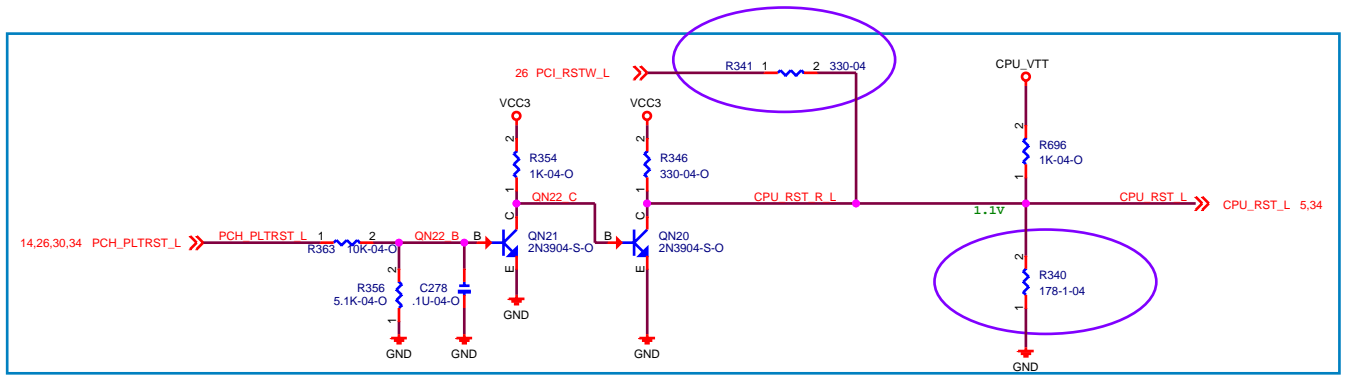 26 PCI_RSTW_L
R341 1 2 330-04
CPU_VTT
VCC3
VCC3
2
R354
1K-04-O
1
2
R346
330-04-O
1
2
R696
1K-04-O
1
QN22_C
CPU_RST_R_L
CPU_RST_L
CPU_RST_L 5,34
1.1V
14,26,30,34 PCH_PLTRST_L
PCH_PLTRST_L
1 2
R363 10K-04-O
QN22_B
B
C
QN21
2N3904-S-O
E
B
C
QN20
2N3904-S-O
E
2
R356
5.1K-04-O
1
C278
.1U-04-O
2
R340
178-1-04
1
GND
GND
GND
GND
GND